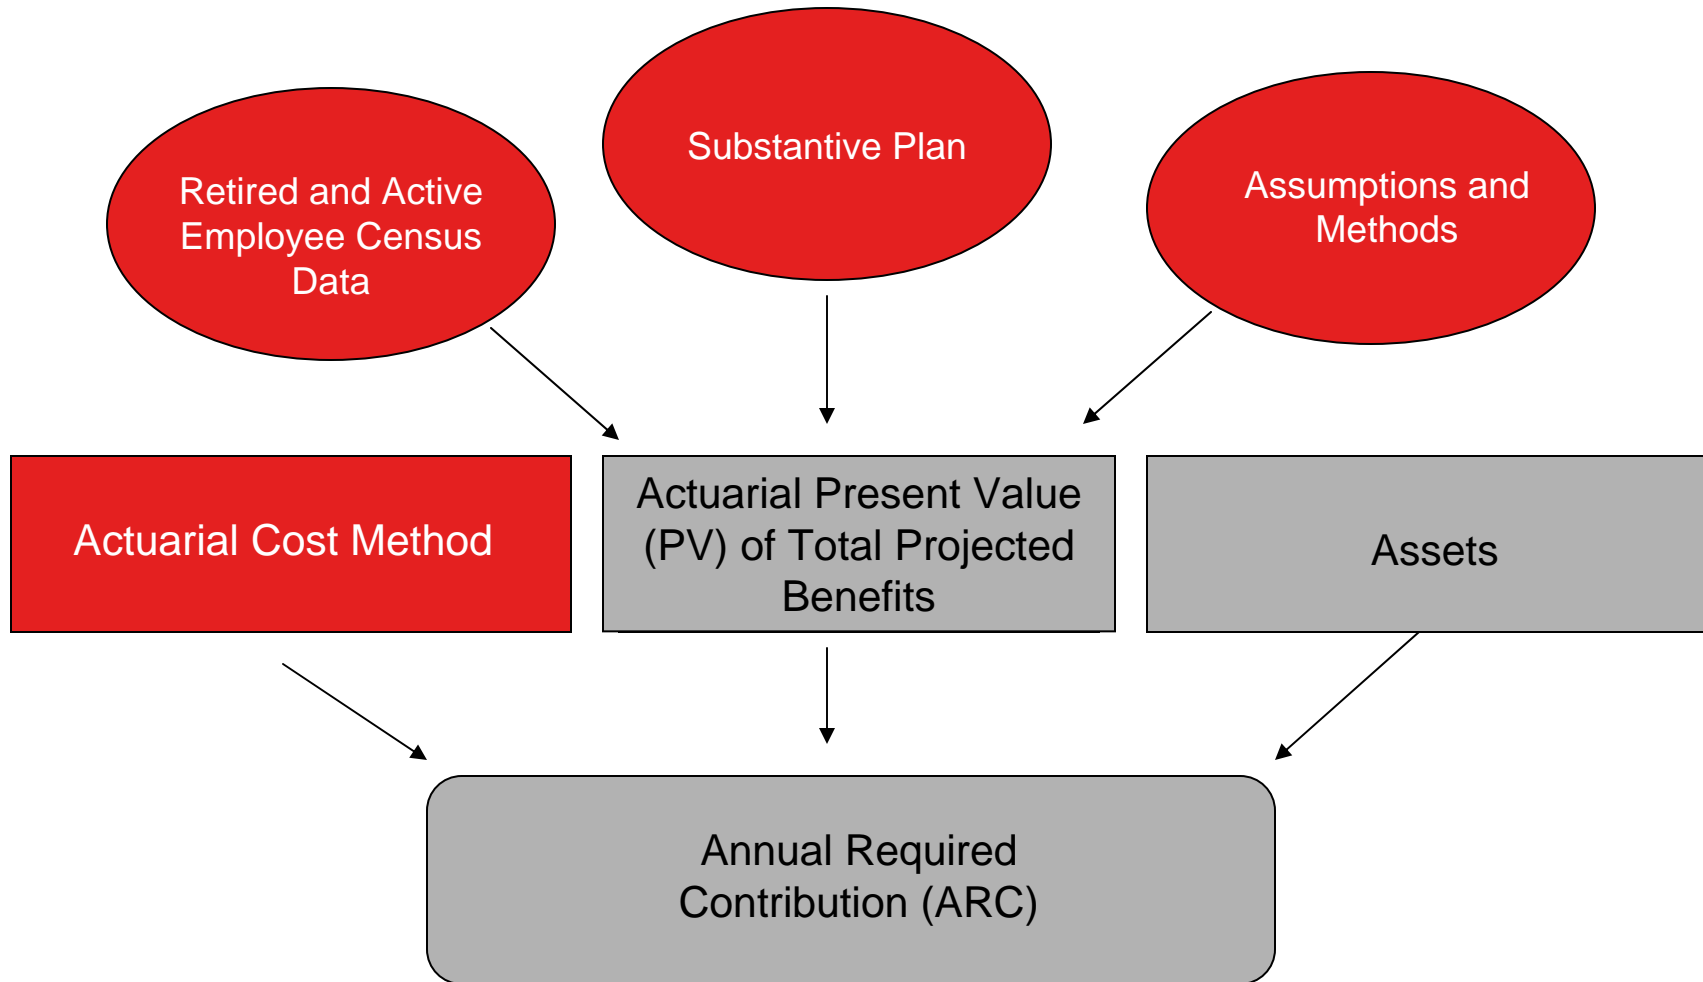 Substantive Plan
Retired and Active
Employee Census
Data
Assumptions and
Methods
Actuarial Cost Method
Actuarial Present Value
(PV) of Total Projected
Benefits
Assets
Annual Required
Contribution (ARC)